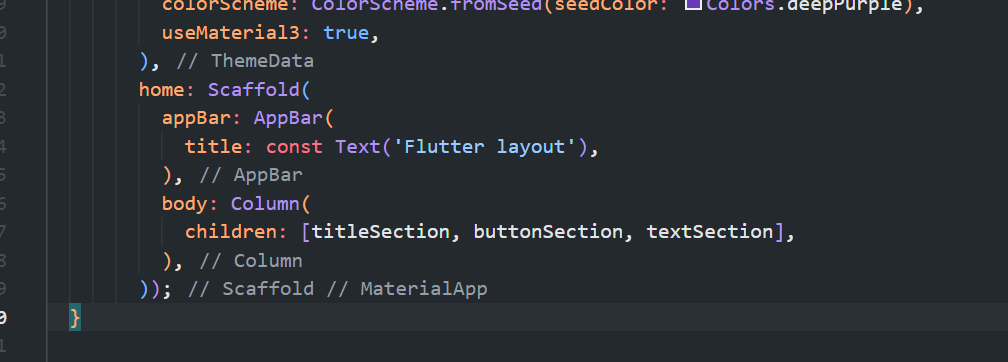 colorScheme: ColorScheme.fromSeed(seedColor: Colors.deepPurple),
useMaterial3: true,
), // ThemeData
home: Scaffold(
appBar: AppBar(
title: const Text('Flutter layout'),
), // AppBar
body: Column(
children: [titleSection, buttonSection, textSection],
), // Column
)); // Scaffold // MaterialApp
}